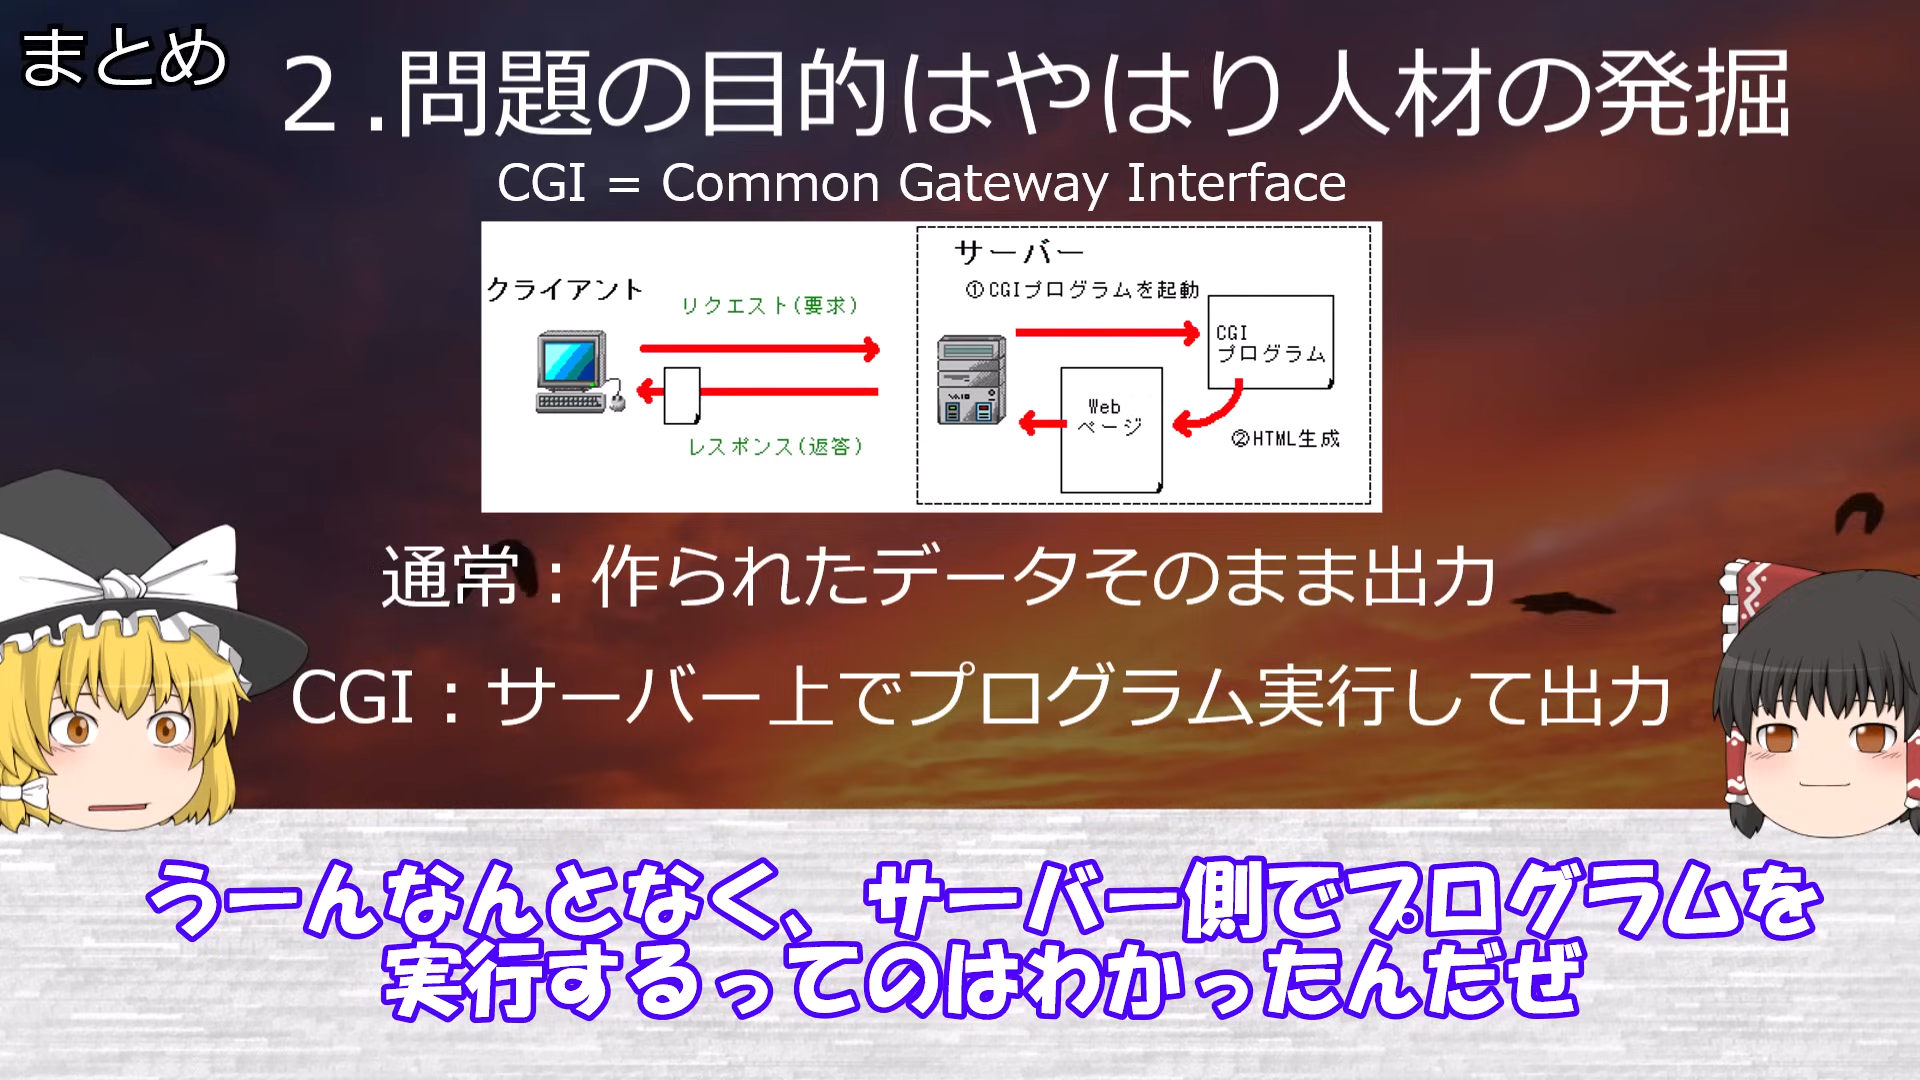 まとめ
２.問題の目的はやはり人材の発掘
CGI = Common Gateway Interface
クライアント
リクエスト(要求)
レスポンス(返答)
サーバー
①CGIプログラムを起動
CGI
プログラム
Web
ページ
②HTML生成
VAIO
通常：作られたデータそのまま出力
CGI：サーバー上でプログラム実行して出力
うーんなんとなく、サーバー側でプログラムを
実行するってのはわかったんだぜ